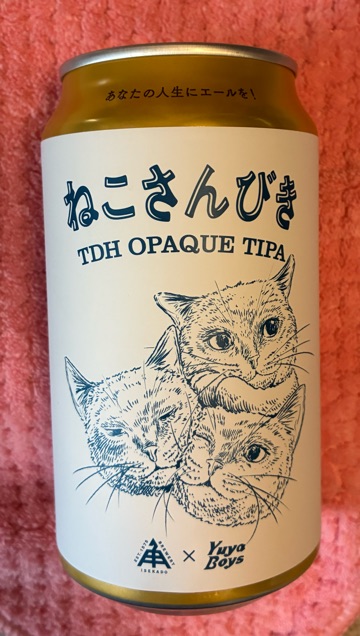 あなたの人生にエールを!
ねこさんびき
TDH OPAQUE TIPA
ISEKADO
×
Yuya
Boys